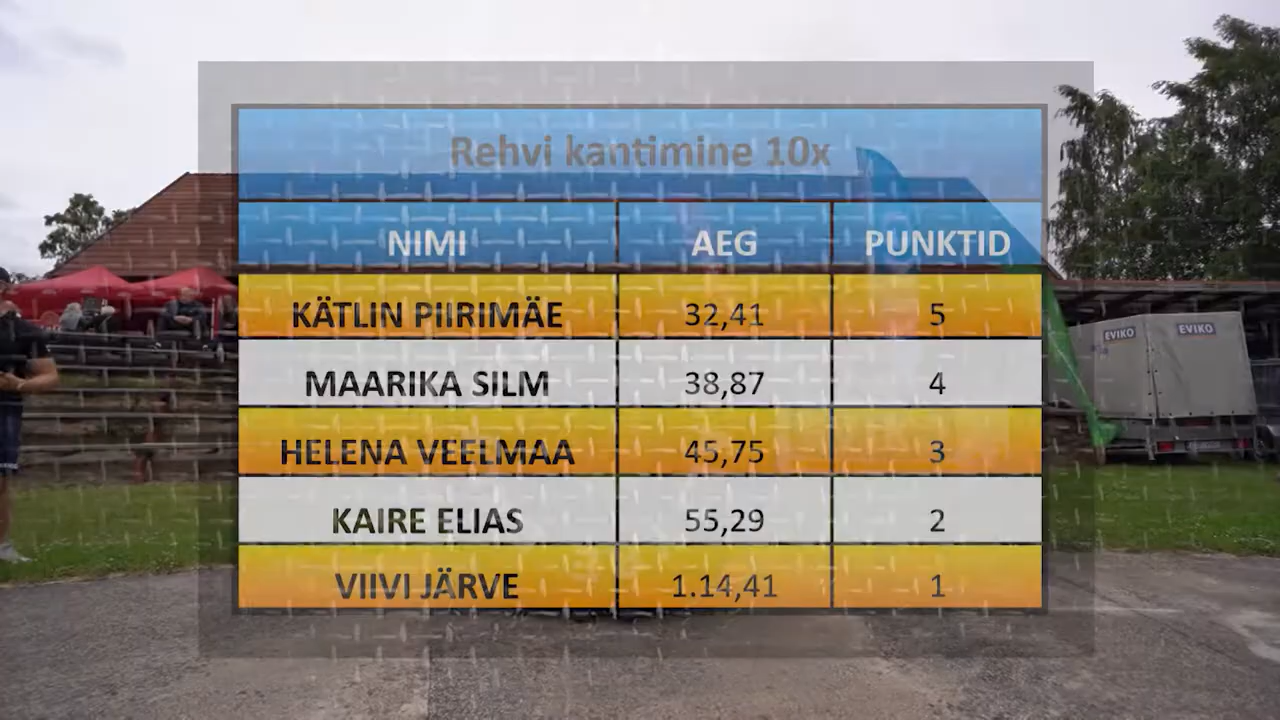 Rehvi kantimine 10x
NIMI AEG PUNKTID
KÄTLIN PIIRIMÄE 32,41 5
MAARIKA SILM 38,87 4
HELENA VEELMAA 45,75 3
KAIRE ELIAS 55,29 2
VIIVI JÄRVE 1.14,41 1
EVIKO EVIKO